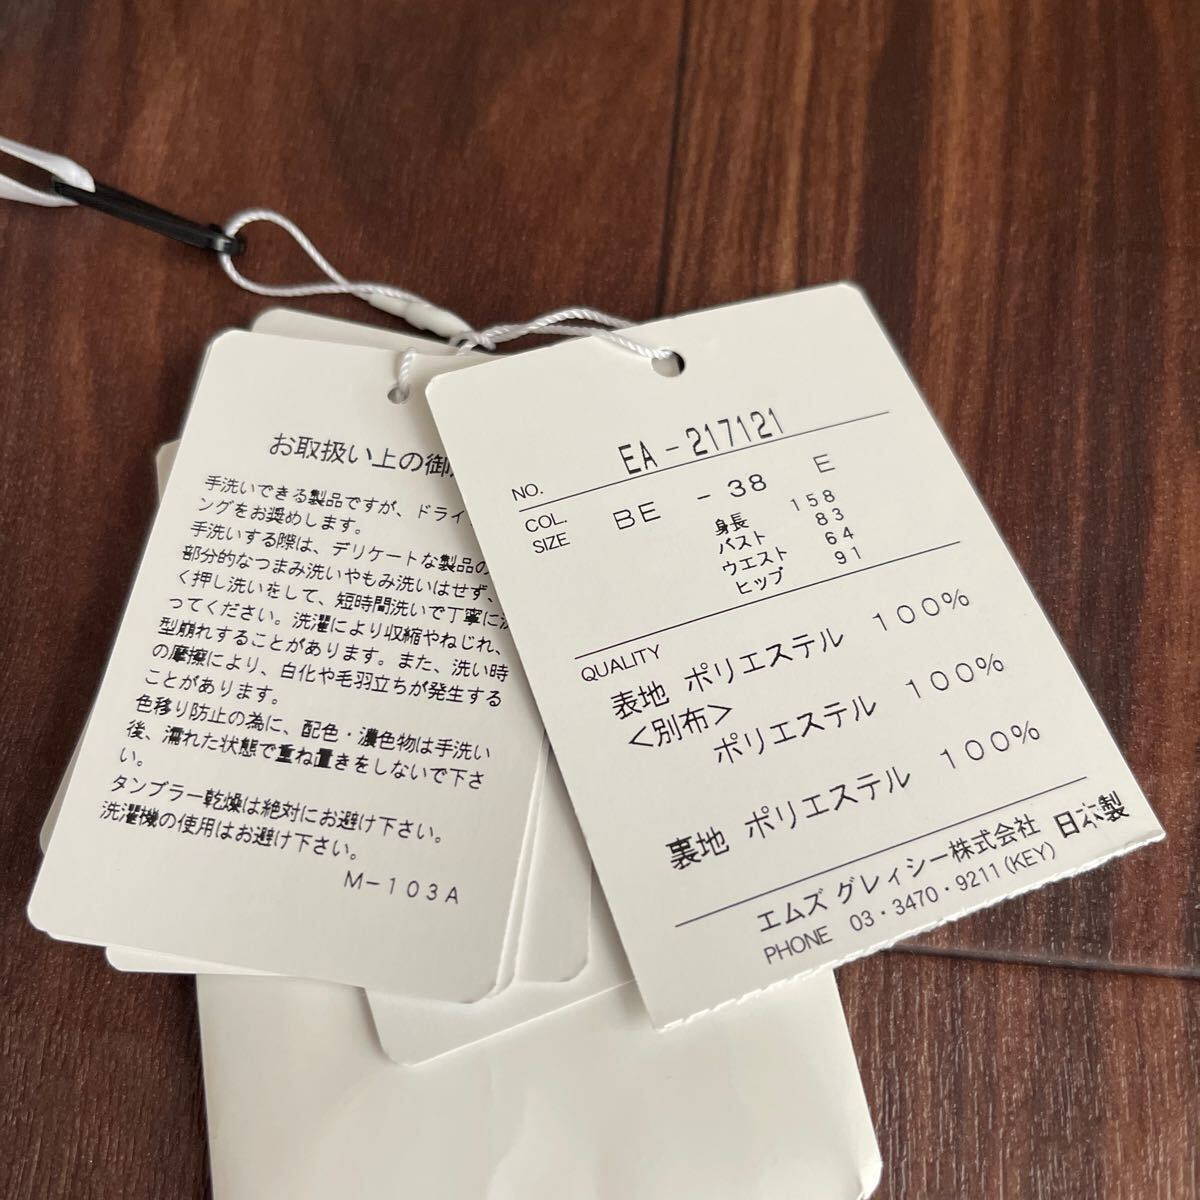 お取扱い上の御
手洗いできる製品ですが、ドライ
ングをお奨めします。
手洗いする際は、デリケートな製品の
部分的なつまみ洗いやもみ洗いはせず、
く押し洗いをして、短時間洗いで丁寧に
ってください。洗濯により収縮やねじれ、
型崩れすることがあります。また、洗い時
の摩擦により、白化や毛羽立ちが発生する
ことがあります。
色移り防止の為に、配色・濃色物は手洗い
後、濡れた状態で重ね置きをしないで下さ
い。
タンブラー乾燥は絶対にお避け下さい。
洗濯機の使用はお避け下さい。
M-103A
NO. EA-217121
COL. BE - 38 E
SIZE
身長 158
バスト 83
ウエスト 64
ヒップ 91
QUALITY
表地 ポリエステル 100%
<別布>
ポリエステル 100%
裏地 ポリエステル 100%
エムズ グレィシー株式会社 日本製
PHONE 03・3470・9211(KEY)